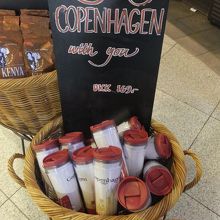 COPENHAGEN
with you
DKK 169.-
KENYA